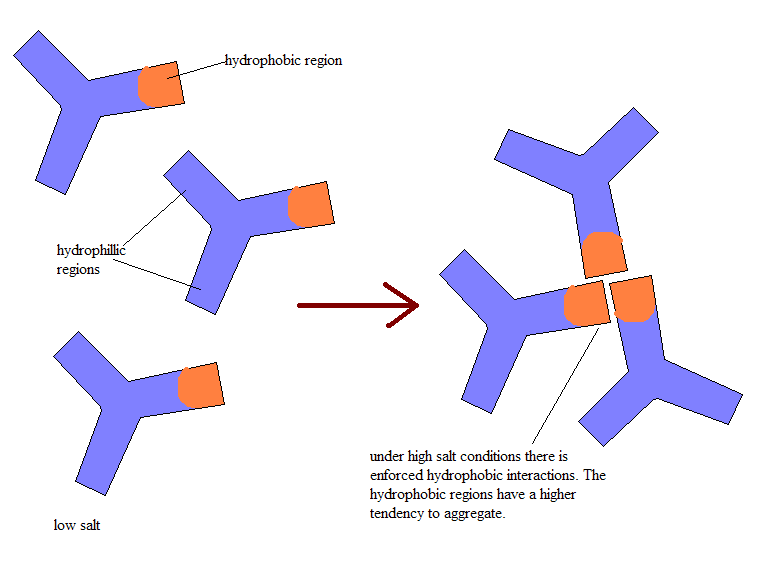 hydrophobic region
hydrophillic
regions
under high salt conditions there is
enforced hydrophobic interactions. The
hydrophobic regions have a higher
tendency to aggregate.
low salt